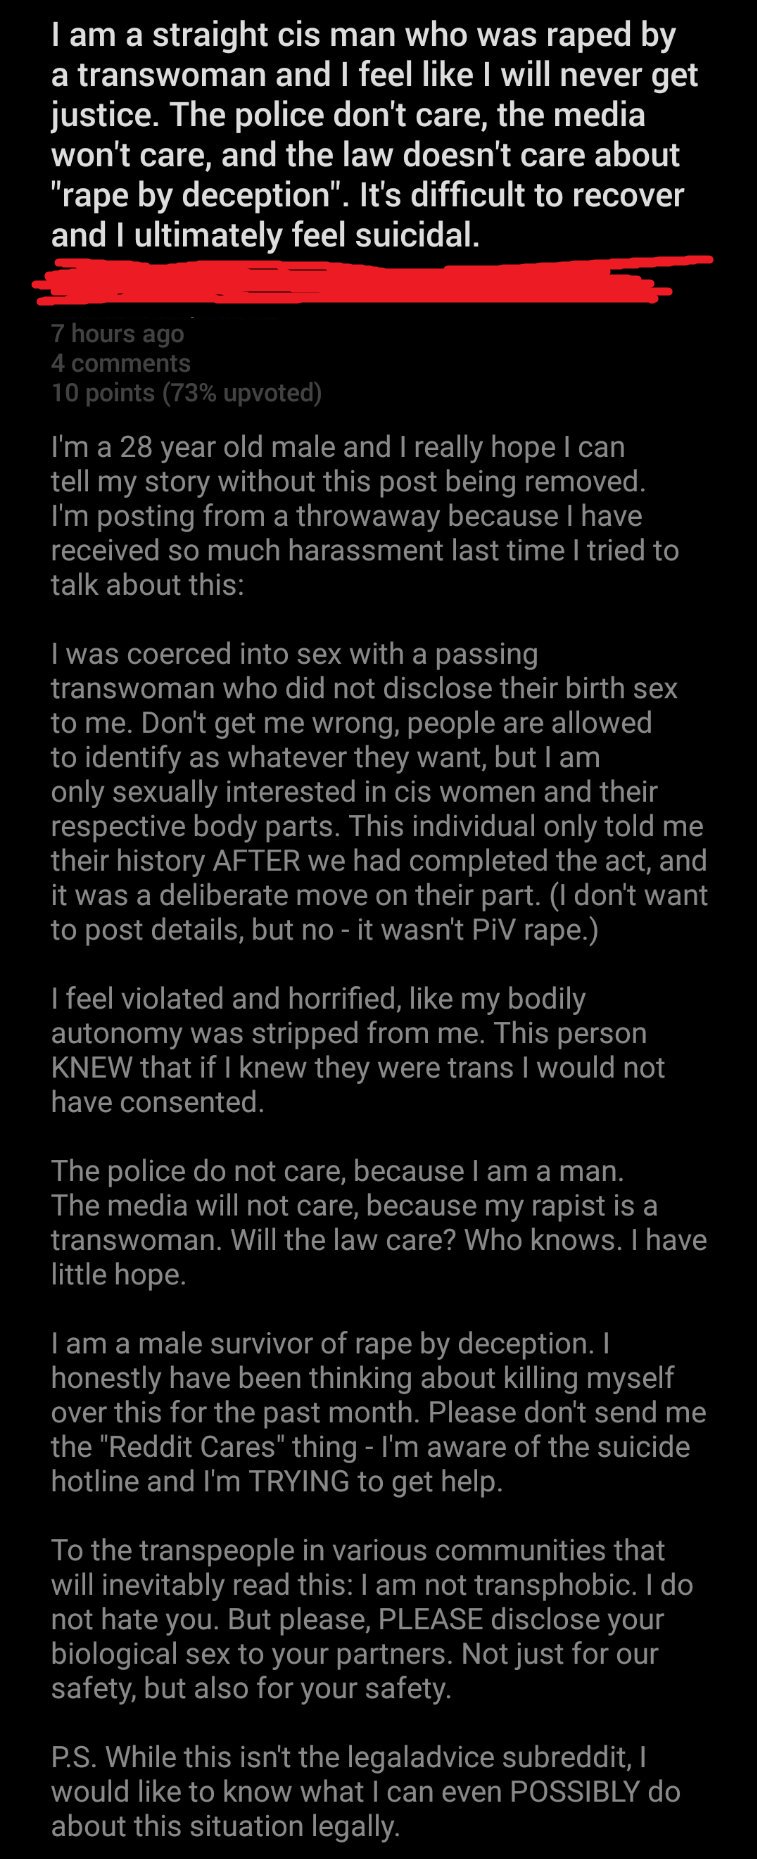 I am a straight cis man who was raped by
a transwoman and I feel like I will never get
justice. The police don't care, the media
won't care, and the law doesn't care about
"rape by deception". It's difficult to recover
and I ultimately feel suicidal.
7 hours ago
4 comments
10 points (73% upvoted)
I'm a 28 year old male and I really hope I can
tell my story without this post being removed.
I'm posting from a throwaway because I have
received so much harassment last time I tried to
talk about this:
I was coerced into sex with a passing
transwoman who did not disclose their birth sex
to me. Don't get me wrong, people are allowed
to identify as whatever they want, but I am
only sexually interested in cis women and their
respective body parts. This individual only told me
their history AFTER we had completed the act, and
it was a deliberate move on their part. (I don't want
to post details, but no - it wasn't PiV rape.)
I feel violated and horrified, like my bodily
autonomy was stripped from me. This person
KNEW that if I knew they were trans I would not
have consented.
The police do not care, because I am a man.
The media will not care, because my rapist is a
transwoman. Will the law care? Who knows. I have
little hope.
I am a male survivor of rape by deception. I
honestly have been thinking about killing myself
over this for the past month. Please don't send me
the "Reddit Cares" thing - I'm aware of the suicide
hotline and I'm TRYING to get help.
To the transpeople in various communities that
will inevitably read this: I am not transphobic. I do
not hate you. But please, PLEASE disclose your
biological sex to your partners. Not just for our
safety, but also for your safety.
P.S. While this isn't the legaladvice subreddit, I
would like to know what I can even POSSIBLY do
about this situation legally.